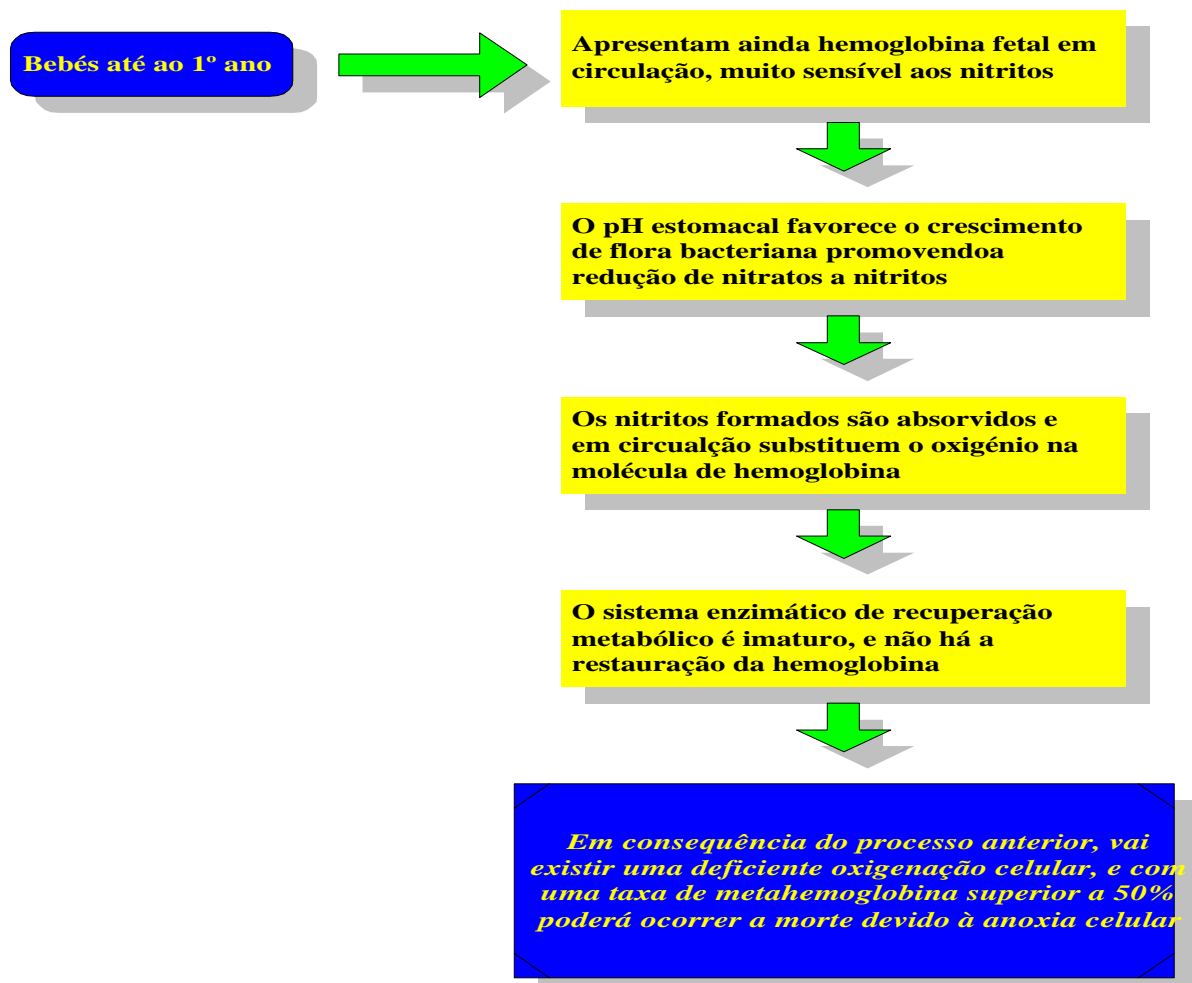 Bebés até ao 1º ano
Apresentam ainda hemoglobina fetal em
circulação, muito sensível aos nitritos
O pH estomacal favorece o crescimento
de flora bacteriana promovendoa
redução de nitratos a nitritos
Os nitritos formados são absorvidos e
em circualção substituem o oxigénio na
molécula de hemoglobina
O sistema enzimático de recuperação
metabólico é imaturo, e não há a
restauração da hemoglobina
Em consequência do processo anterior, vai
existir uma deficiente oxigenação celular, e com
uma taxa de metahemoglobina superior a 50%
poderá ocorrer a morte devido à anoxia celular